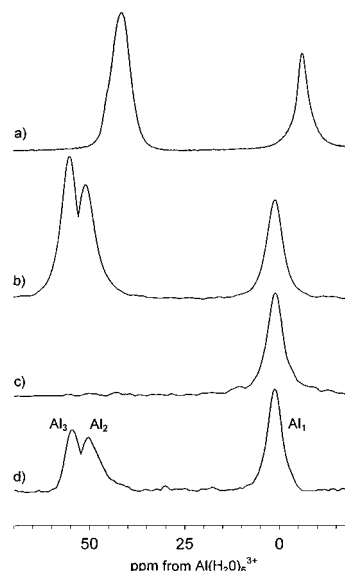 a)
b)
c)
Al₃ Al₂ Al₁
d)
50 25 0
ppm from Al(H₂0)₆³⁺